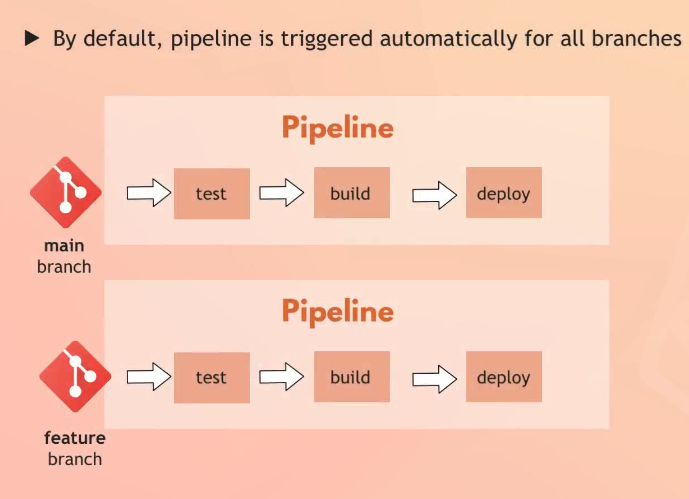 ► By default, pipeline is triggered automatically for all branches
Pipeline
test
build
deploy
main
branch
Pipeline
test
build
deploy
feature
branch